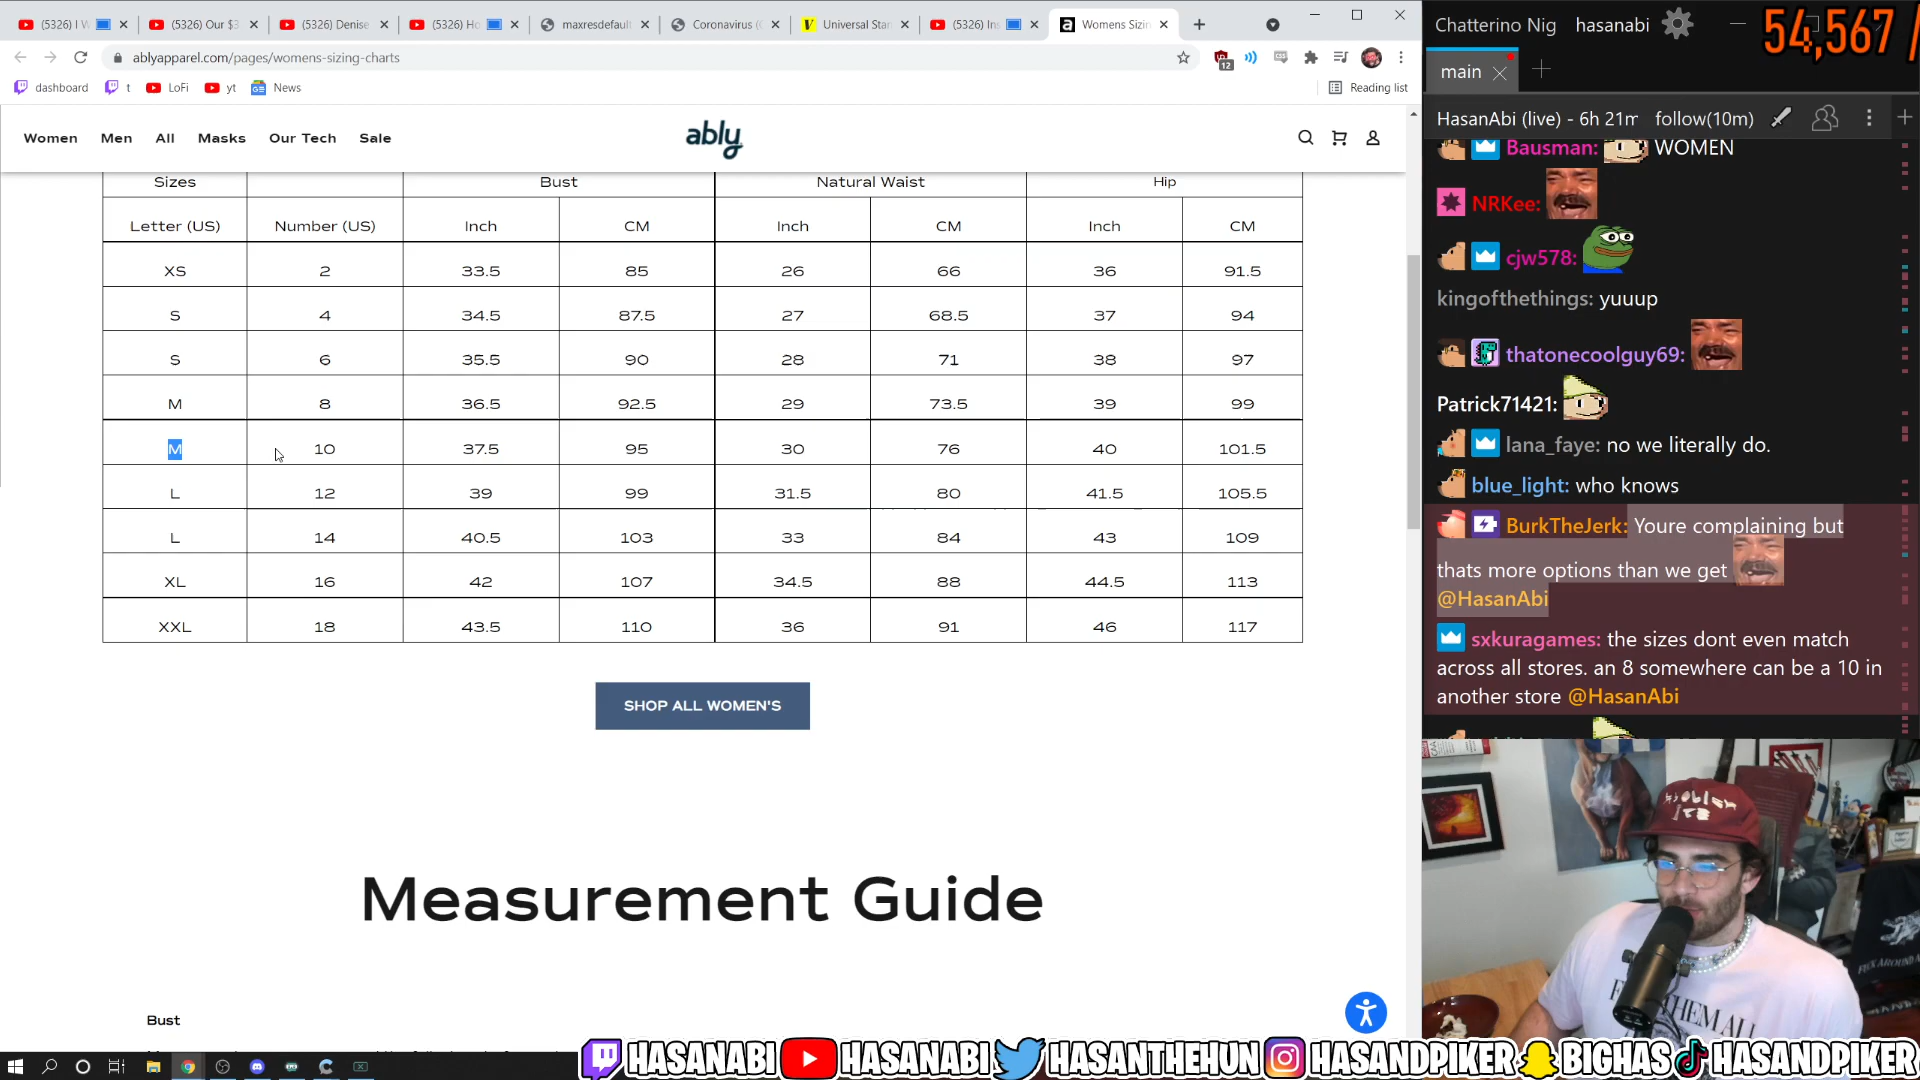 (5326) I W
(5326) Our $3
(5326) Denise
(5326) Ho
maxresdefault
Coronavirus (C
Universal Stan
(5326) Ins
Womens Sizin
ablyapparel.com/pages/womens-sizing-charts
12
dashboard
t
LoFi
yt
News
Reading list
Women Men All Masks Our Tech Sale
ably
Sizes Bust Natural Waist Hip
Letter (US) Number (US) Inch CM Inch CM Inch CM
XS 2 33.5 85 26 66 36 91.5
S 4 34.5 87.5 27 68.5 37 94
S 6 35.5 90 28 71 38 97
M 8 36.5 92.5 29 73.5 39 99
M 10 37.5 95 30 76 40 101.5
L 12 39 99 31.5 80 41.5 105.5
L 14 40.5 103 33 84 43 109
XL 16 42 107 34.5 88 44.5 113
XXL 18 43.5 110 36 91 46 117
SHOP ALL WOMEN'S
Measurement Guide
Bust
Chatterino Nig hasanabi
54,567 /
main
HasanAbi (live) - 6h 21m follow(10m)
Bausman: WOMEN
NRKee:
cjw578:
kingofthethings: yuuup
thatonecoolguy69:
Patrick71421:
lana_faye: no we literally do.
blue_light: who knows
BurkTheJerk: Youre complaining but
thats more options than we get
@HasanAbi
sxkuragames: the sizes dont even match
across all stores. an 8 somewhere can be a 10 in
another store @HasanAbi
HASANABI HASANABI HASANTHEHUN HASANDPIKER BIGHAS HASANDPIKER